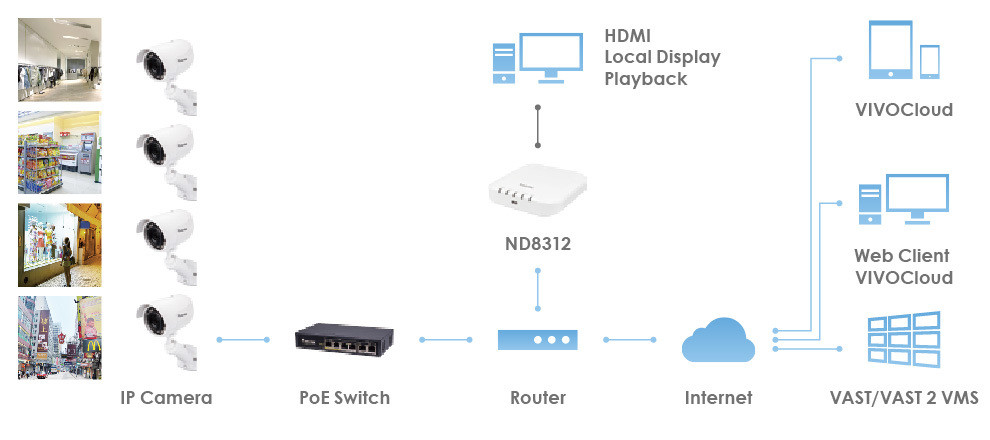 HDMI
Local Display
Playback
VIVOCloud
ND8312
Web Client
VIVOCloud
IP Camera
PoE Switch
Router
Internet
VAST/VAST 2 VMS